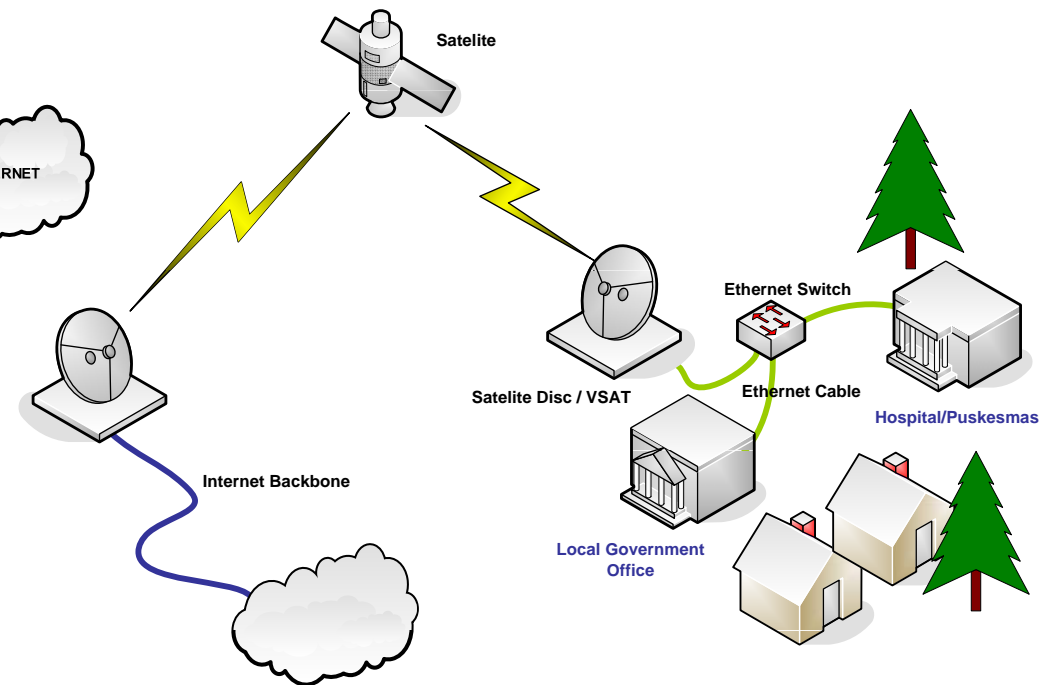 Satelite
RNET
Ethernet Switch
Satelite Disc / VSAT
Ethernet Cable
Hospital/Puskesmas
Internet Backbone
Local Government
Office